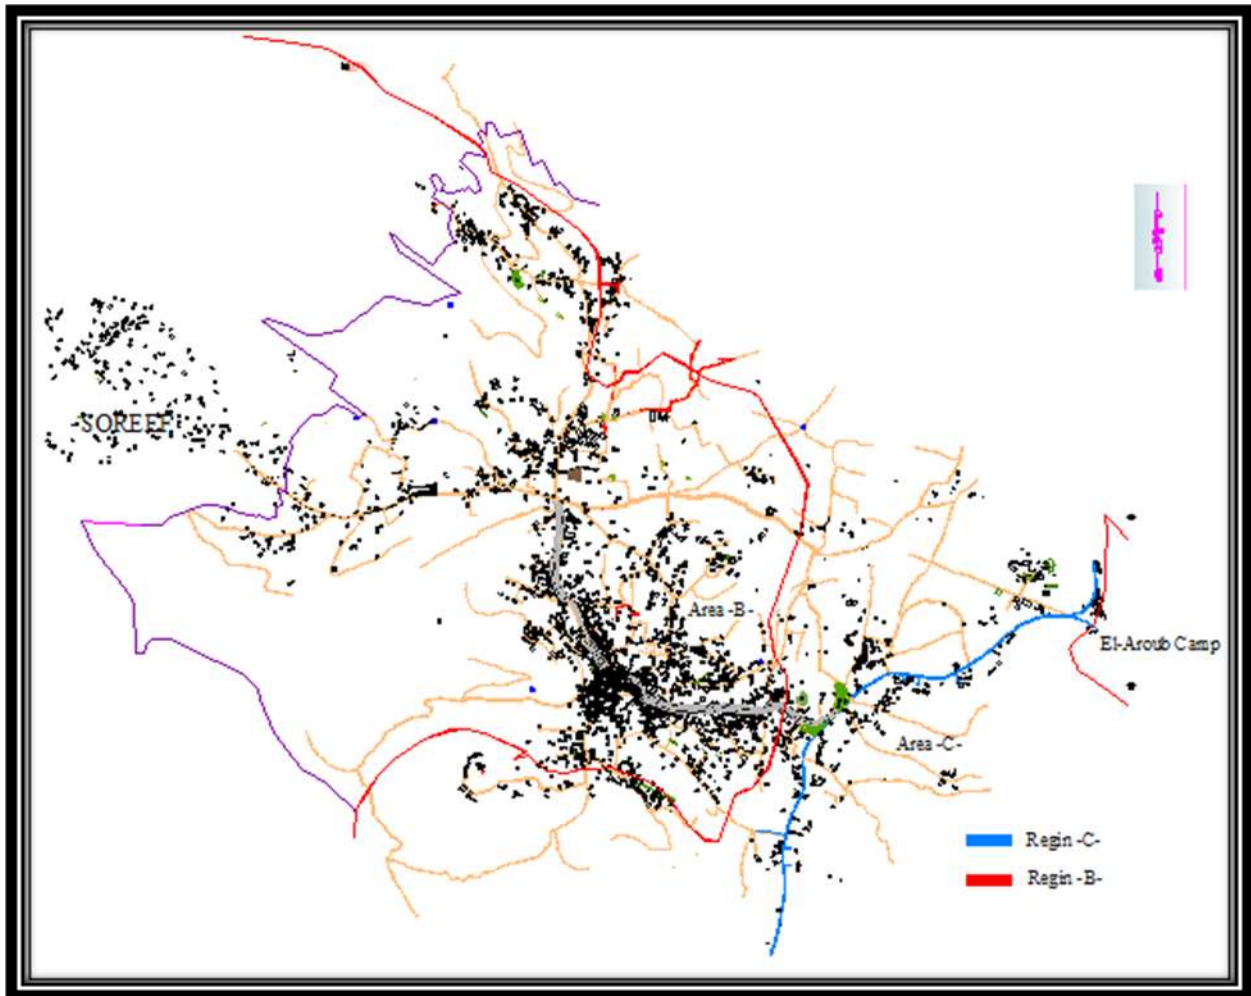 SOREEF
Area -B-
El-Aroub Camp
Area -C-
Regin -C-
Regin -B-